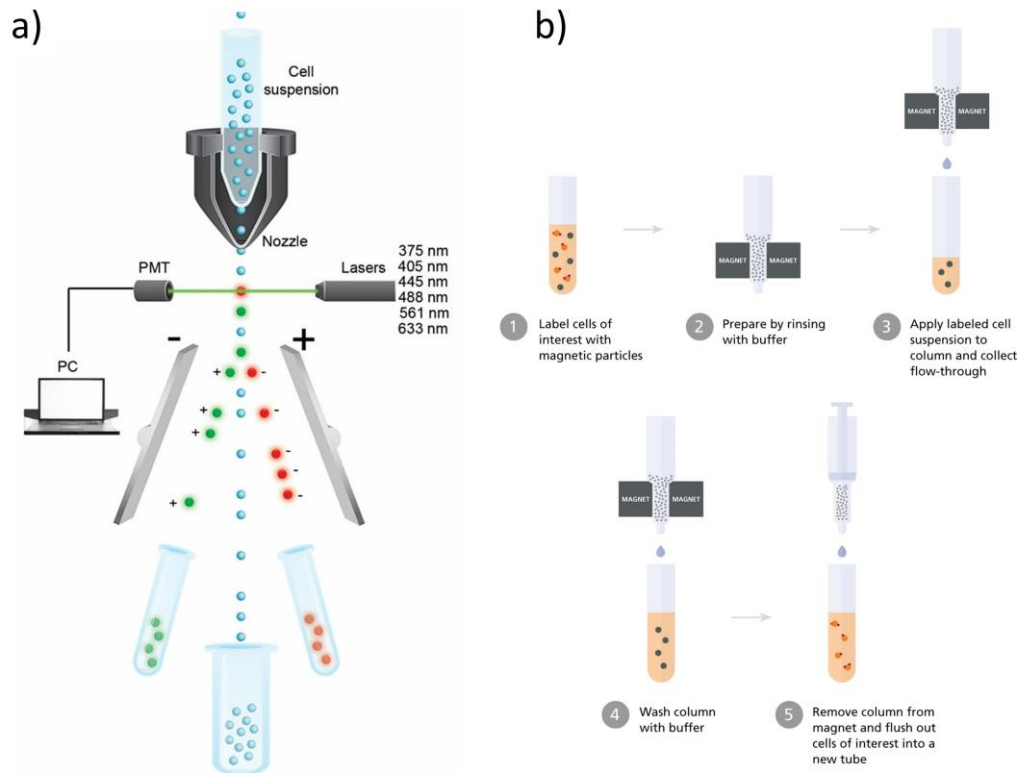 a)
Cell
suspension
Nozzle
PMT
Lasers
375 nm
405 nm
445 nm
488 nm
561 nm
633 nm
-
+
PC
+
-
+
-
+
-
-
+
-
b)
MAGNET MAGNET
MAGNET MAGNET
1 Label cells of
interest with
magnetic particles
2 Prepare by rinsing
with buffer
3 Apply labeled cell
suspension to
column and collect
flow-through
MAGNET MAGNET
4 Wash column
with buffer
5 Remove column from
magnet and flush out
cells of interest into a
new tube